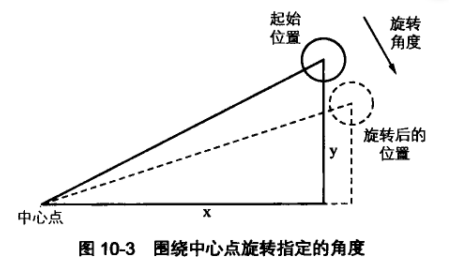 起始
位置
旋转
角度
旋转后的
位置
y
中心点
x
图 10-3 围绕中心点旋转指定的角度